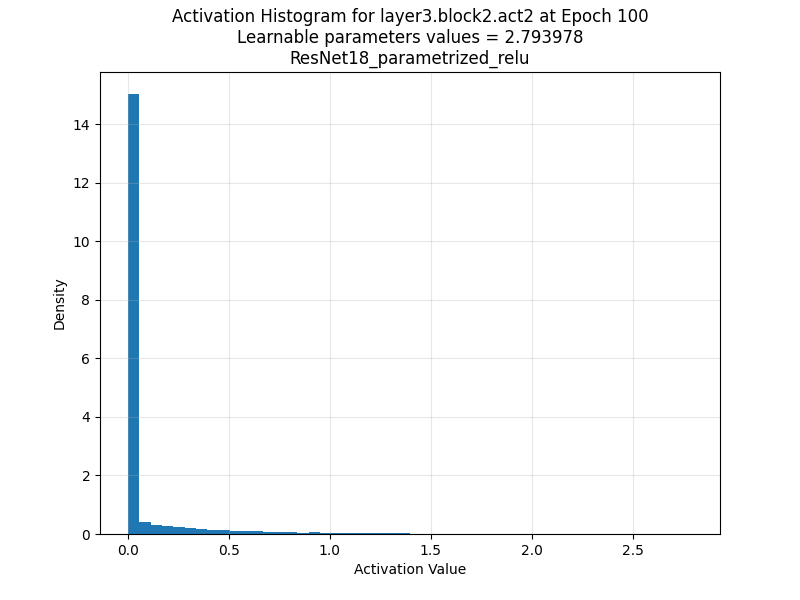 Activation Histogram for layer3.block2.act2 at Epoch 100
Learnable parameters values = 2.793978
ResNet18_parametrized_relu
14
12
10
8
6
4
2
0
Density
0.0 0.5 1.0 1.5 2.0 2.5
Activation Value